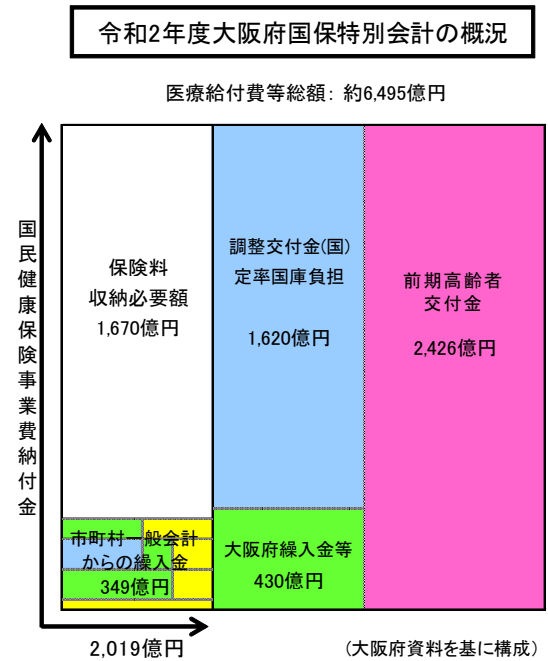 令和2年度大阪府国保特別会計の概況
医療給付費等総額: 約6,495億円
国民健康保険事業費納付金
保険料
収納必要額
1,670億円
市町村一般会計
からの繰入金
349億円
調整交付金(国)
定率国庫負担
1,620億円
大阪府繰入金等
430億円
前期高齢者
交付金
2,426億円
2,019億円
(大阪府資料を基に構成)